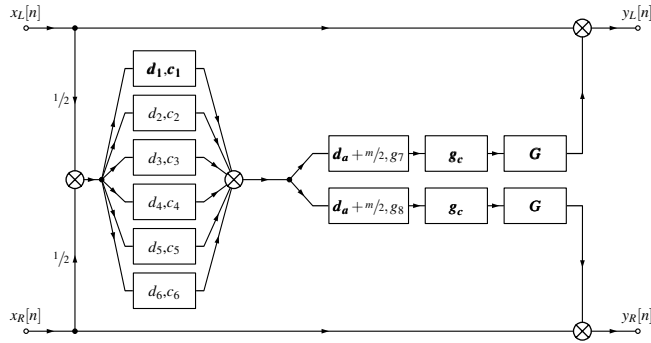 x_L[n]
y_L[n]
1/2
d_1,c_1
d_2,c_2
d_3,c_3
d_4,c_4
d_5,c_5
d_6,c_6
d_a + m/2,g_7
g_c
G
d_a + m/2,g_8
g_c
G
1/2
x_R[n]
y_R[n]